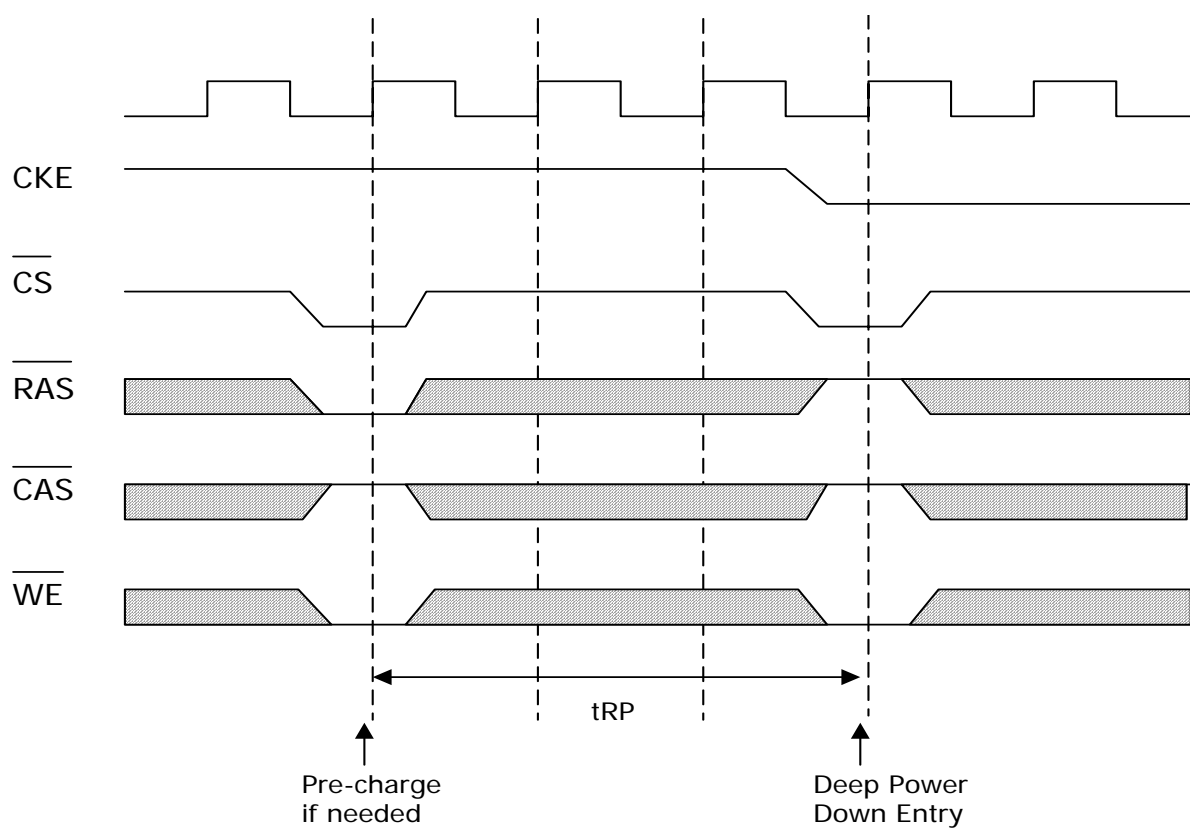 CKE
CS
RAS
CAS
WE
tRP
Pre-charge
if needed
Deep Power
Down Entry